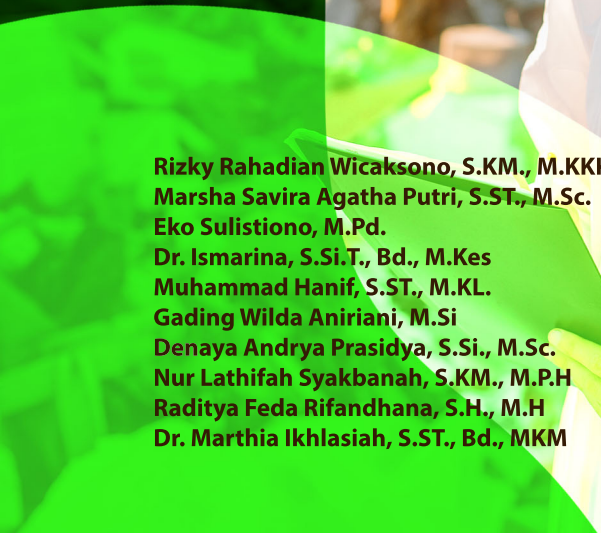 Rizky Rahadian Wicaksono, S.KM., M.KK
Marsha Savira Agatha Putri, S.ST., M.Sc.
Eko Sulistiono, M.Pd.
Dr. Ismarina, S.Si.T., Bd., M.Kes
Muhammad Hanif, S.ST., M.KL.
Gading Wilda Aniriani, M.Si
Denaya Andrya Prasidya, S.Si., M.Sc.
Nur Lathifah Syakbanah, S.KM., M.P.H
Raditya Feda Rifandhana, S.H., M.H
Dr. Marthia Ikhlasiah, S.ST., Bd., MKM